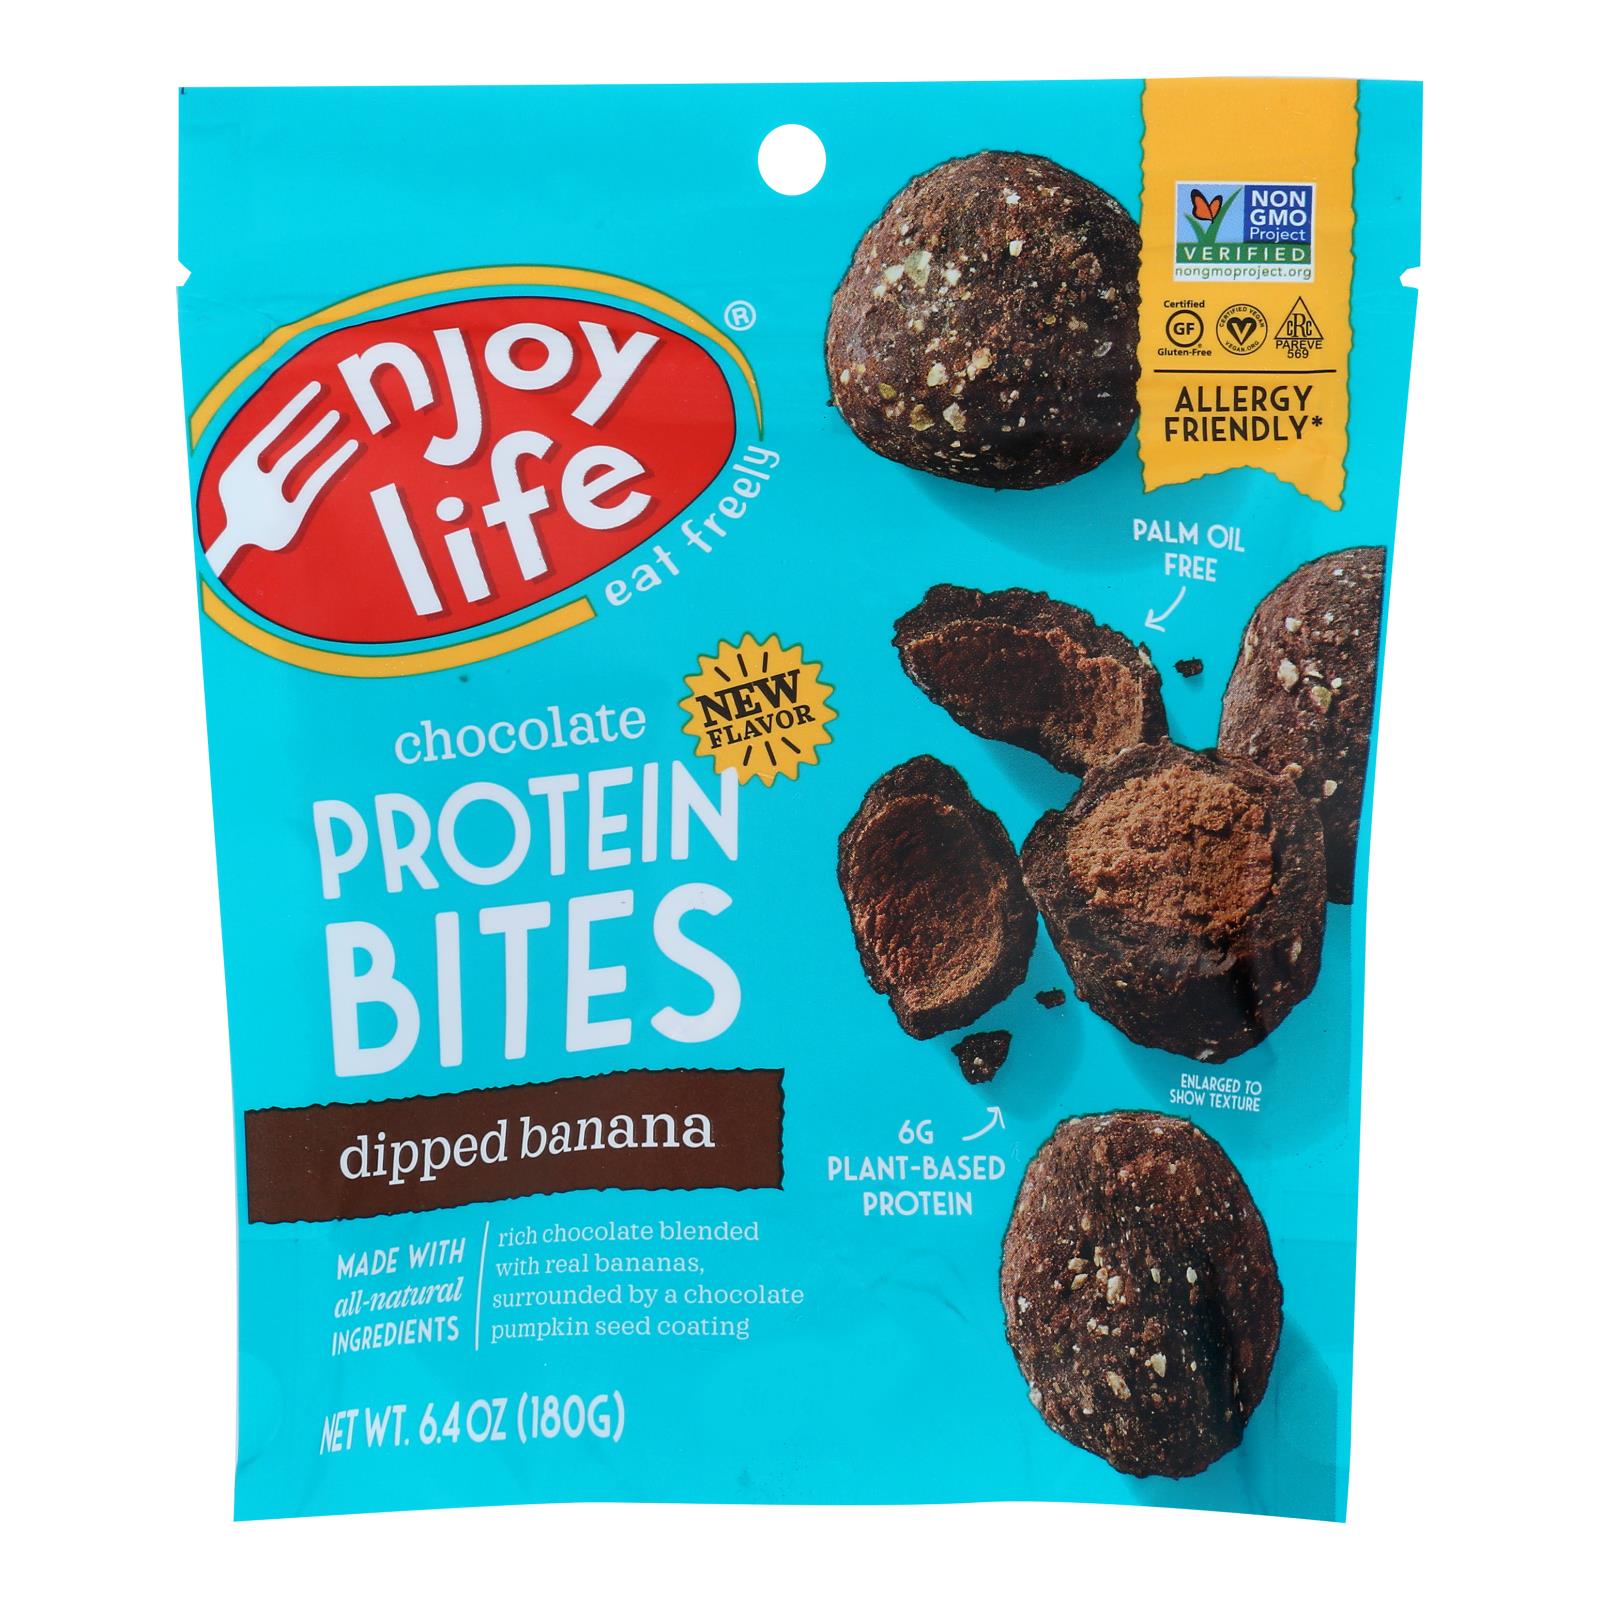 Enjoy
life
®
eat freely
NON
GMO
Project
VERIFIED
nongmoproject.org
Certified
GF
Gluten-Free
CERTIFIED VEGAN
VEGAN.ORG
cRc
PAREVE
569
ALLERGY
FRIENDLY*
PALM OIL
FREE
NEW
FLAVOR
chocolate
PROTEIN
BITES
dipped banana
ENLARGED TO
SHOW TEXTURE
6G
PLANT-BASED
PROTEIN
MADE WITH
all-natural
INGREDIENTS
rich chocolate blended
with real bananas,
surrounded by a chocolate
pumpkin seed coating
NET WT. 6.4 OZ (180G)